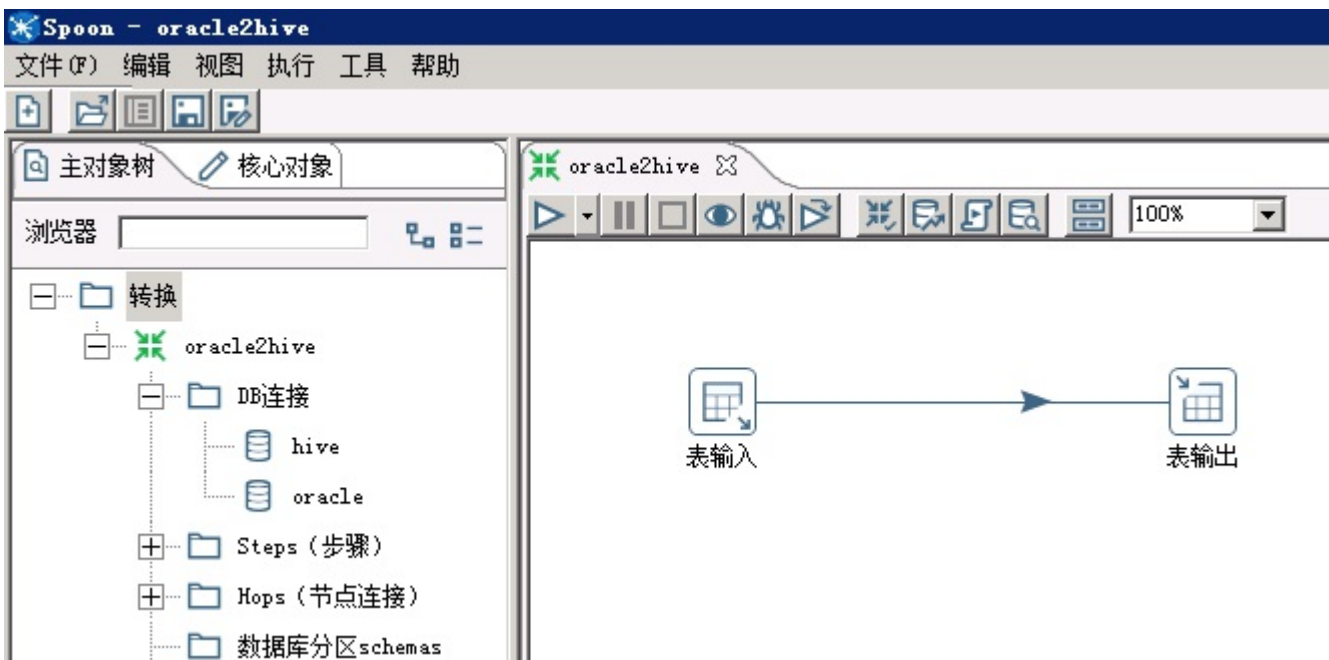 Spoon - oracle2hive
文件(F) 编辑 视图 执行 工具 帮助
主对象树 核心对象
oracle2hive
浏览器
100%
转换
oracle2hive
DB连接
hive
oracle
Steps(步骤)
Hops(节点连接)
数据库分区schemas
表输入
表输出